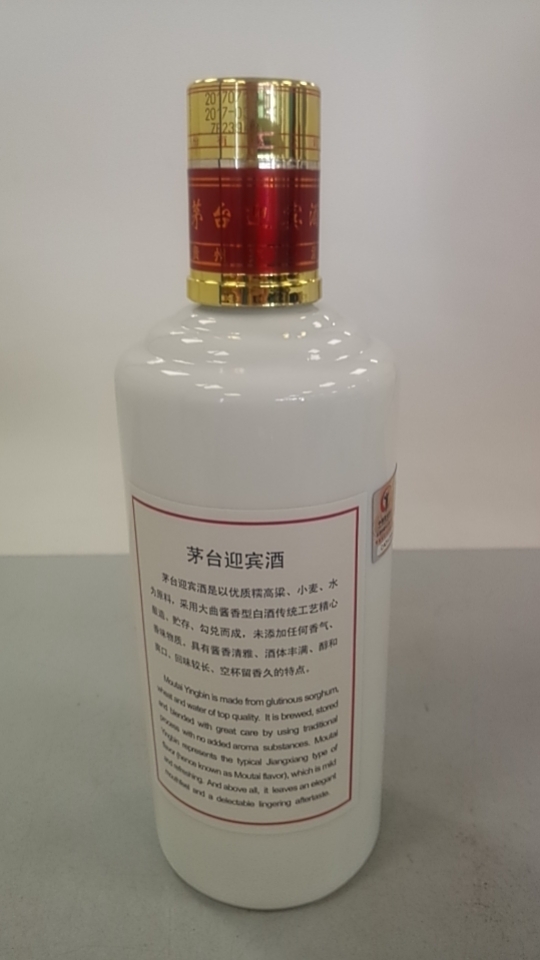 茅台迎宾酒
茅台迎宾酒
茅台迎宾酒是以优质糯高粱、小麦、水
为原料，采用大曲酱香型白酒传统工艺精心
酿造、贮存、勾兑而成，未添加任何香气、
香味物质，具有酱香清雅、酒体丰满、醇和
爽口、回味较长、空杯留香久的特点。
Moutai Yingbin is made from glutinous sorghum,
wheat and water of top quality. It is brewed, stored
and blended with great care by using traditional
process with no added aroma substances. Moutai
Yingbin represents the typical Jiangxiang type of
flavor (hence known as Moutai flavor), which is mild
and refreshing. And above all, it leaves an elegant
mouthfeel and a delectable lingering aftertaste.